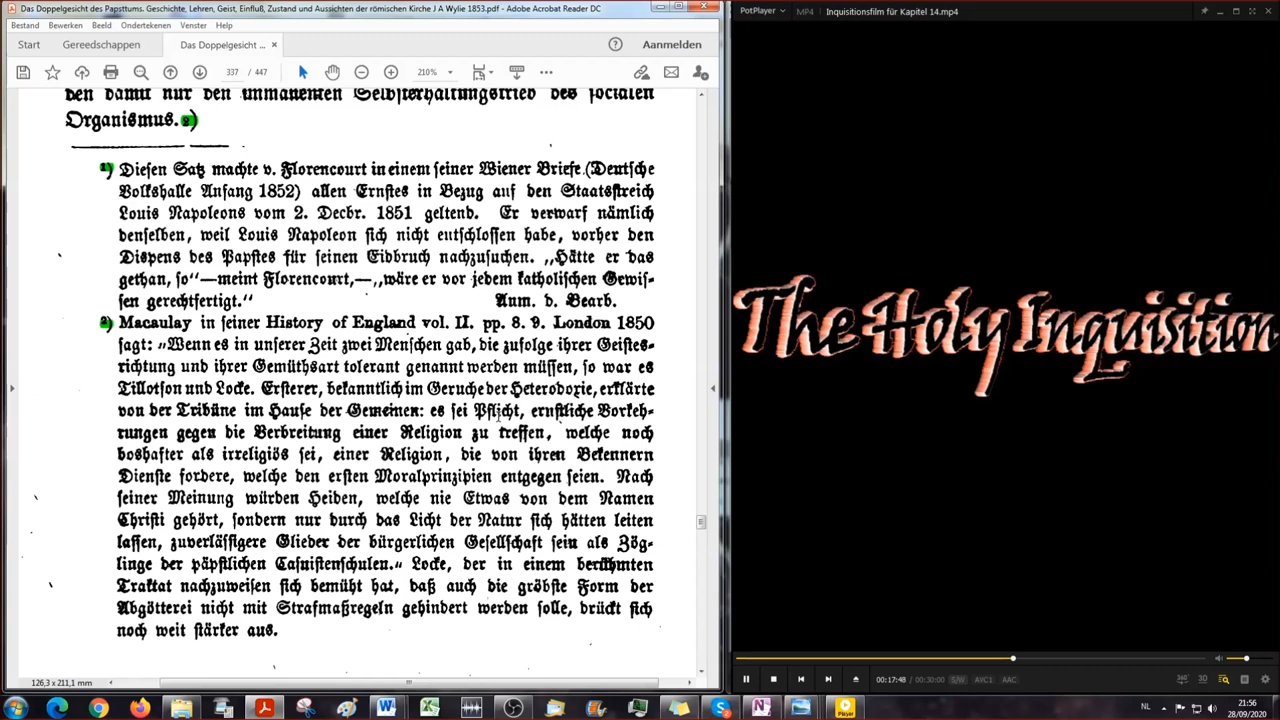 Das Doppelgesicht des Papsttums. Geschichte, Lehren, Geist, Einfluß, Zustand und Aussichten der römischen Kirche J A Wylie 1853.pdf - Adobe Acrobat Reader DC
Bestand Bewerken Beeld Ondertekenen Venster Help
Start Gereedschappen Das Doppelgesicht ... × Aanmelden
337 / 447 210%
den damit nur den immanenten Selbsterhaltungstrieb des socialen
Organismus. 2)
1) Diesen Satz machte v. Florencourt in einem seiner Wiener Briefe (Deutsche
Volkshalle Anfang 1852) allen Ernstes in Bezug auf den Staatsstreich
Louis Napoleons vom 2. Decbr. 1851 geltend. Er verwarf nämlich
denselben, weil Louis Napoleon sich nicht entschlossen habe, vorher den
Dispens des Papstes für seinen Eidbruch nachzusuchen. „Hätte er das
gethan, so"—meint Florencourt,—„wäre er vor jedem katholischen Gewis-
sen gerechtfertigt." Anm. d. Bearb.
2) Macaulay in seiner History of England vol. II. pp. 8. 9. London 1850
sagt: „Wenn es in unserer Zeit zwei Menschen gab, die zufolge ihrer Geistes-
richtung und ihrer Gemüthsart tolerant genannt werden müssen, so war es
Tillotson und Locke. Ersterer, bekanntlich im Geruche der Heterodoxie, erklärte
von der Tribüne im Hause der Gemeinen: es sei Pflicht, ernstliche Vorkeh-
rungen gegen die Verbreitung einer Religion zu treffen, welche noch
boshafter als irreligiös sei, einer Religion, die von ihren Bekennern
Dienste fordere, welche den ersten Moralprinzipien entgegen seien. Nach
seiner Meinung würden Heiden, welche nie Etwas von dem Namen
Christi gehört, sondern nur durch das Licht der Natur sich hätten leiten
lassen, zuverlässigere Glieder der bürgerlichen Gesellschaft sein als Zög-
linge der päpstlichen Casuistenschulen." Locke, der in einem berühmten
Traktat nachzuweisen sich bemüht hat, daß auch die gröbste Form der
Abgötterei nicht mit Strafmaßregeln gehindert werden solle, drückt sich
noch weit stärker aus.
126,3 x 211,1 mm
PotPlayer MP4 Inquisitionsfilm für Kapitel 14.mp4
The Holy Inquisition
00:17:48 / 00:30:00 S/W AVC1 AAC
360° 3D
NL 21:56
28/09/2020